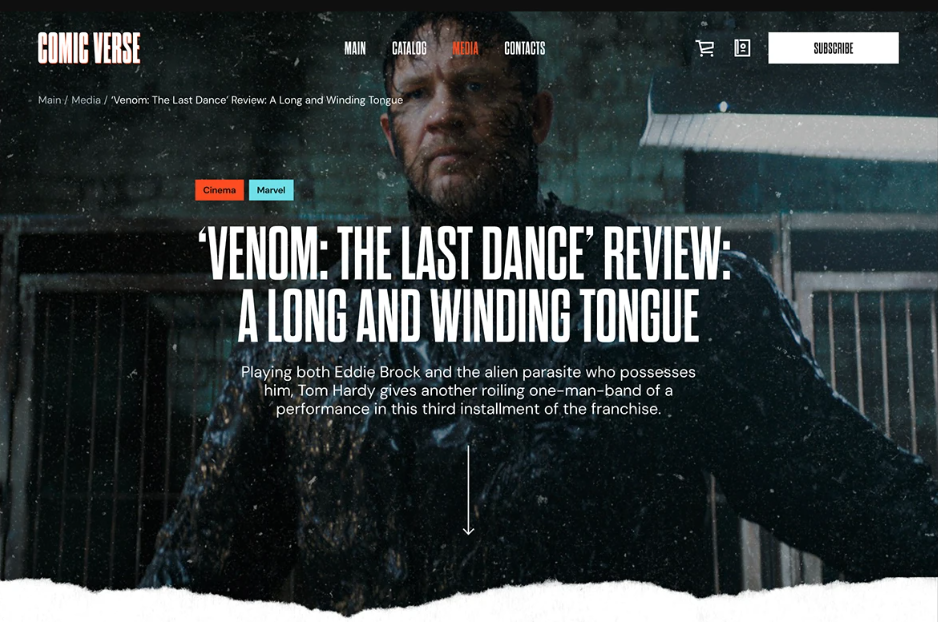 COMIC VERSE
MAIN CATALOG MEDIA CONTACTS
SUBSCRIBE
Main / Media / ‘Venom: The Last Dance’ Review: A Long and Winding Tongue
Cinema Marvel
‘VENOM: THE LAST DANCE’ REVIEW:
A LONG AND WINDING TONGUE
Playing both Eddie Brock and the alien parasite who possesses
him, Tom Hardy gives another roiling one-man-band of a
performance in this third installment of the franchise.